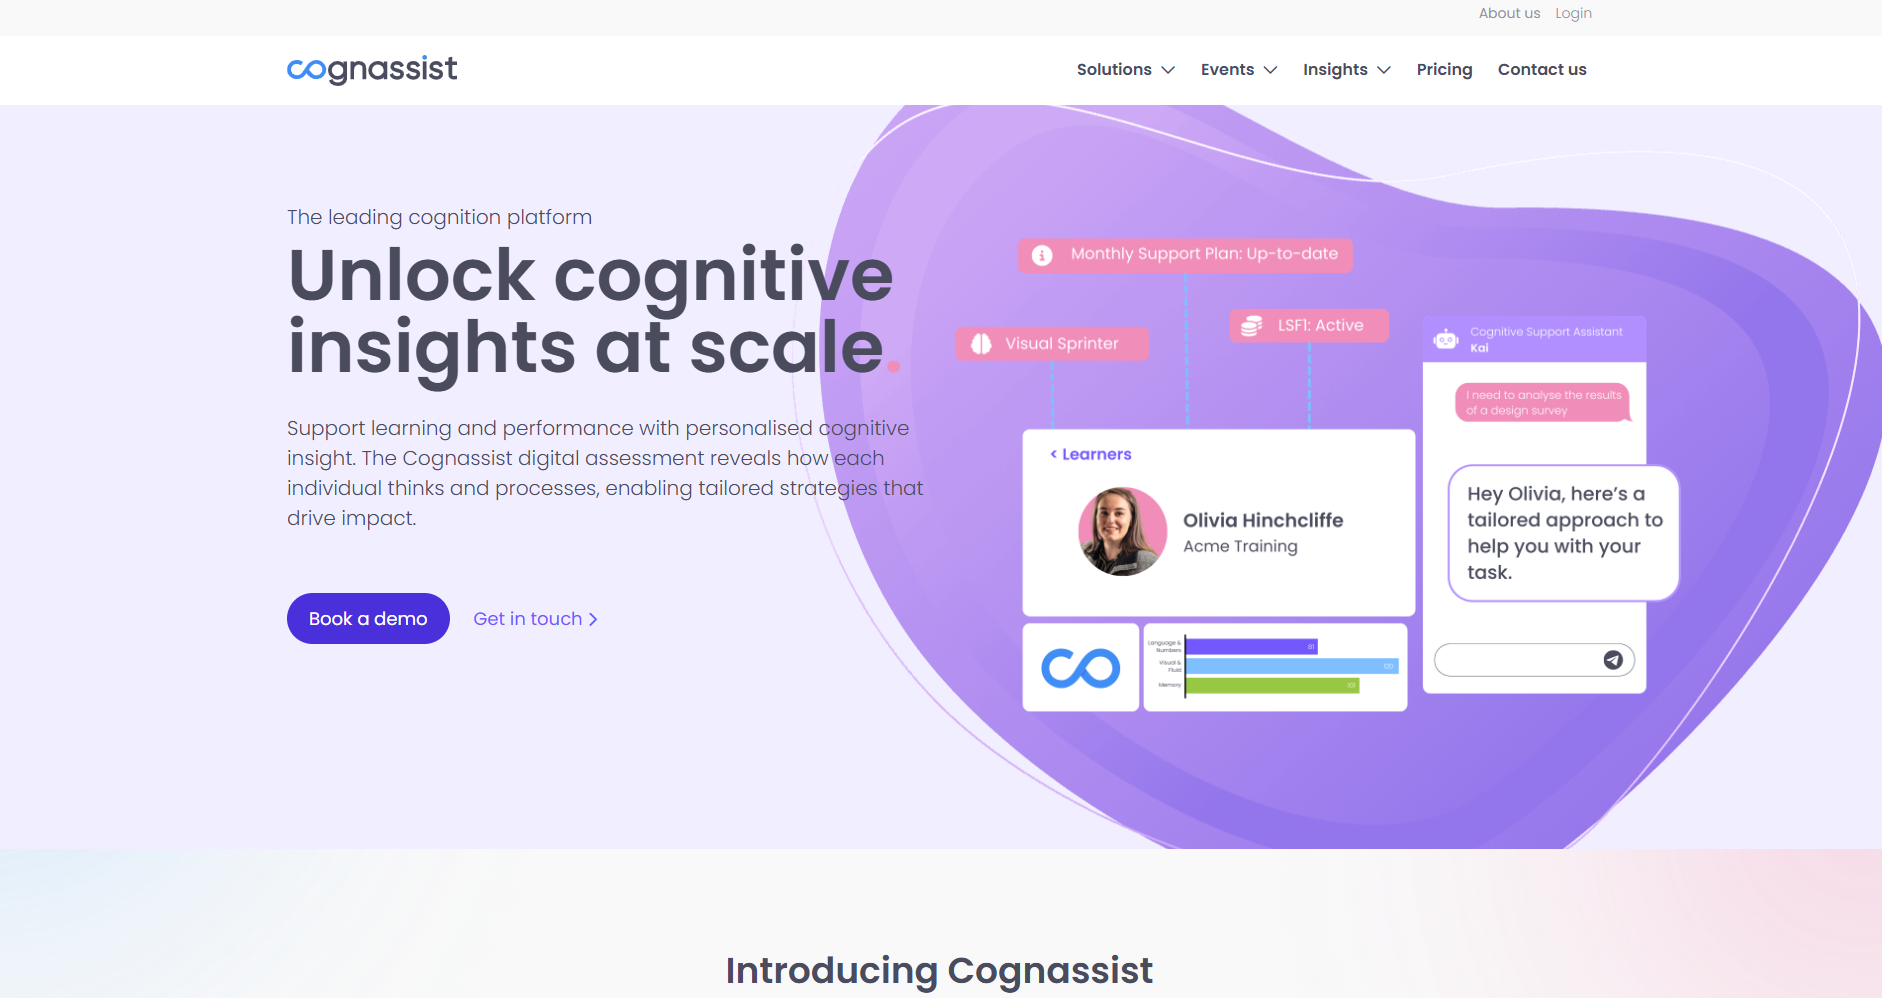 About us Login
cognassist
Solutions Events Insights Pricing Contact us
The leading cognition platform
Unlock cognitive
insights at scale.
Support learning and performance with personalised cognitive
insight. The Cognassist digital assessment reveals how each
individual thinks and processes, enabling tailored strategies that
drive impact.
Book a demo Get in touch
Monthly Support Plan: Up-to-date
LSF1: Active
Visual Sprinter
< Learners
Olivia Hinchcliffe
Acme Training
Language &
Numbers
81
Visual &
Fluid
120
Memory
101
Cognitive Support Assistant
Kai
I need to analyse the results
of a design survey
Hey Olivia, here's a
tailored approach to
help you with your
task.
Introducing Cognassist